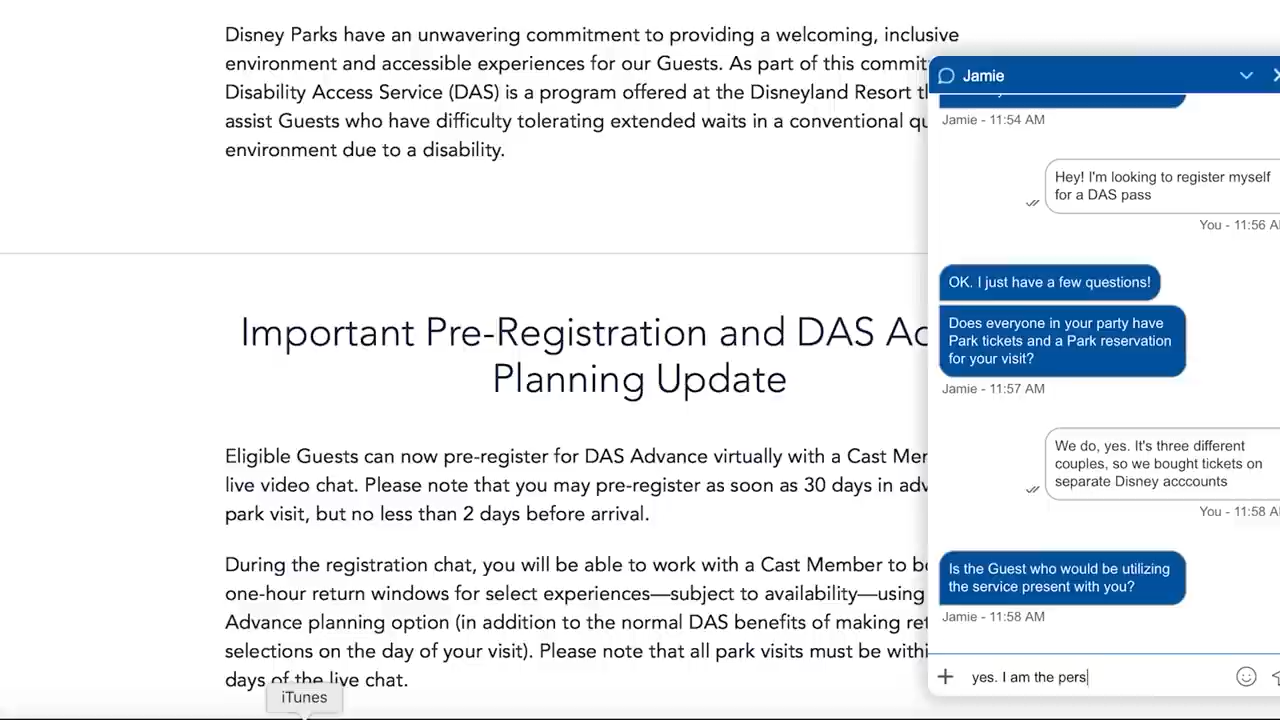 Disney Parks have an unwavering commitment to providing a welcoming, inclusive
environment and accessible experiences for our Guests. As part of this commit
Disability Access Service (DAS) is a program offered at the Disneyland Resort
assist Guests who have difficulty tolerating extended waits in a conventional
environment due to a disability.
Important Pre-Registration and DAS
Planning Update
Eligible Guests can now pre-register for DAS Advance virtually with a Cast
live video chat. Please note that you may pre-register as soon as 30 days in
park visit, but no less than 2 days before arrival.
During the registration chat, you will be able to work with a Cast Member to
one-hour return windows for select experiences—subject to availability—using
Advance planning option (in addition to the normal DAS benefits of making
selections on the day of your visit). Please note that all park visits must be
days of the live chat.
iTunes
Jamie
Jamie - 11:54 AM
Hey! I'm looking to register myself
for a DAS pass
You - 11:56
OK. I just have a few questions!
Does everyone in your party have
Park tickets and a Park reservation
for your visit?
Jamie - 11:57 AM
We do, yes. It's three different
couples, so we bought tickets on
separate Disney acccounts
You - 11:58
Is the Guest who would be utilizing
the service present with you?
Jamie - 11:58 AM
yes. I am the pers